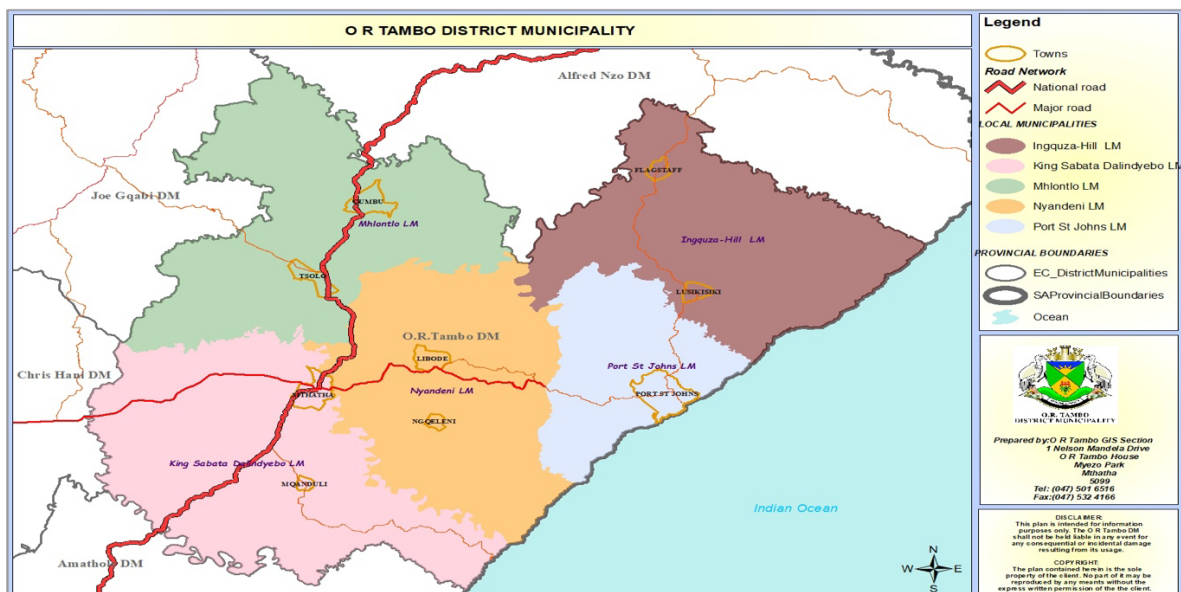 O R TAMBO DISTRICT MUNICIPALITY
Alfred Nzo DM
Joe Gqabi DM
Chris Hani DM
Amathole DM
O.R.Tambo DM
FLAGSTAFF
QUMBU
Mhlontlo LM
Ingquza-Hill LM
TSOLO
LUSIKISIKI
LIBODE
Port St Johns LM
Nyandeni LM
MTHATHA
PORT ST JOHNS
NGQELENI
King Sabata Dalindyebo LM
MQANDULI
Indian Ocean
N
W
E
S
Legend
Towns
Road Network
National road
Major road
LOCAL MUNICIPALITIES
Ingquza-Hill LM
King Sabata Dalindyebo LM
Mhlontlo LM
Nyandeni LM
Port St Johns LM
PROVINCIAL BOUNDARIES
EC_DistrictMunicipalities
SAProvincialBoundaries
Ocean
O.R. TAMBO
DISTRICT MUNICIPALITY
Prepared by:O R Tambo GIS Section
1 Nelson Mandela Drive
O R Tambo House
Myezo Park
Mthatha
5099
Tel: (047) 501 6516
Fax:(047) 532 4166
DISCLAIMER:
This plan is intended for information
purposes only. The O R Tambo DM
shall not be held liable in any event for
any consequential or incidental damage
resulting from its usage.
COPYRIGHT:
The plan contained herein is the sole
property of the client. No part of it may be
reproduced by any means without the
express written permission of the the client.